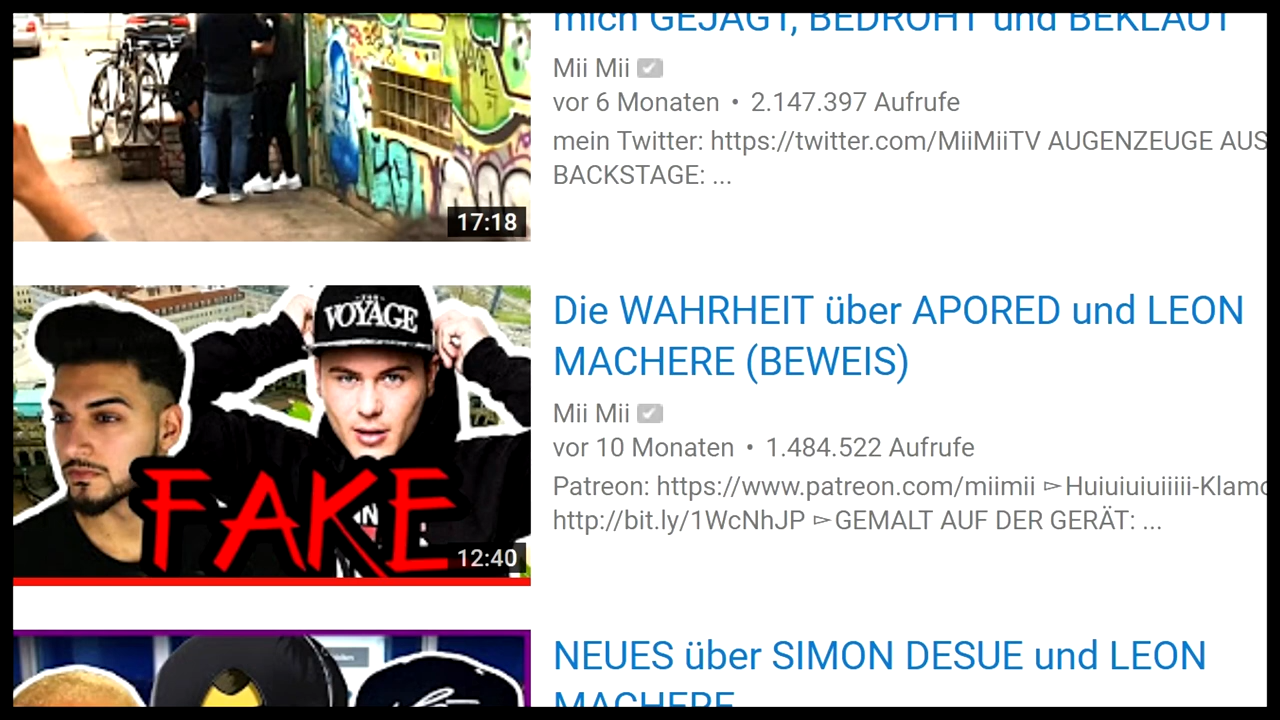 mich GEJAGT, BEDROHT und BEKLAUT
Mii Mii
vor 6 Monaten • 2.147.397 Aufrufe
mein Twitter: https://twitter.com/MiiMiiTV AUGENZEUGE AUS
BACKSTAGE: ...
17:18
VOYAGE
FAKE
12:40
Die WAHRHEIT über APORED und LEON
MACHERE (BEWEIS)
Mii Mii
vor 10 Monaten • 1.484.522 Aufrufe
Patreon: https://www.patreon.com/miimii ▻Huiuiuiuiiiii-Klamo
http://bit.ly/1WcNhJP ▻GEMALT AUF DER GERÄT: ...
NEUES über SIMON DESUE und LEON
MACHERE